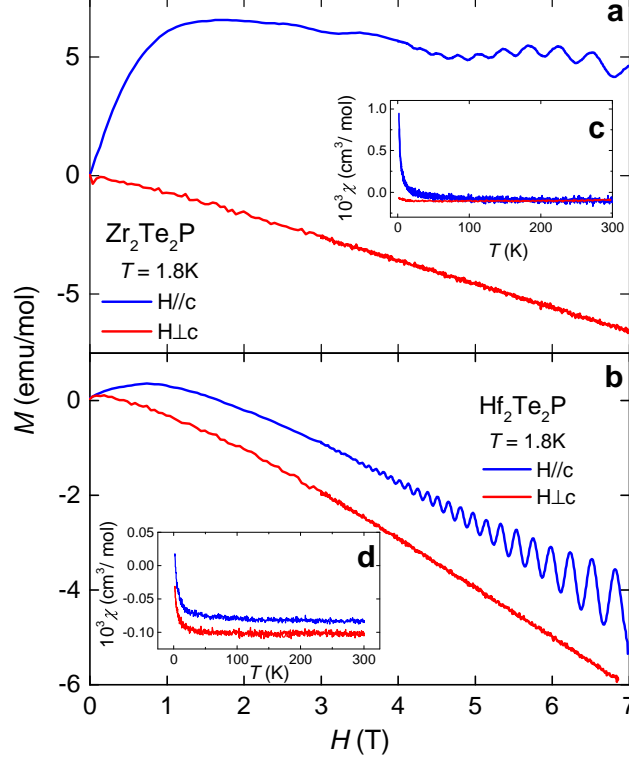 a
5
0
-5
Zr₂Te₂P
T = 1.8K
H//c
H⊥c
c
1.0
0.5
0.0
10³χ (cm³/ mol)
0
100
200
300
T (K)
M (emu/mol)
b
0
-2
-4
-6
Hf₂Te₂P
T = 1.8K
H//c
H⊥c
d
0.05
0.00
-0.05
-0.10
10³χ (cm³/ mol)
0
100
200
300
T (K)
0 1 2 3 4 5 6 7
H (T)